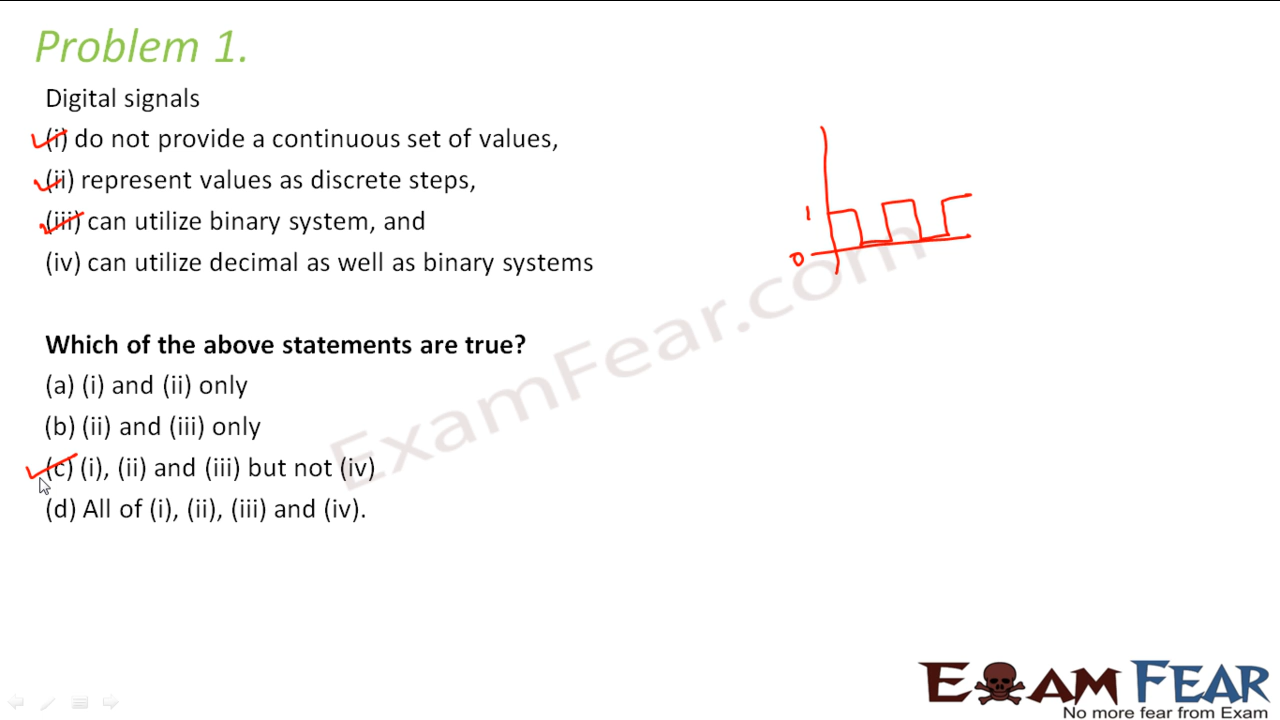 Problem 1.
Digital signals
(i) do not provide a continuous set of values,
(ii) represent values as discrete steps,
(iii) can utilize binary system, and
(iv) can utilize decimal as well as binary systems
1
0
Which of the above statements are true?
(a) (i) and (ii) only
(b) (ii) and (iii) only
(c) (i), (ii) and (iii) but not (iv)
(d) All of (i), (ii), (iii) and (iv).
ExamFear.com
EXAM FEAR
No more fear from Exam